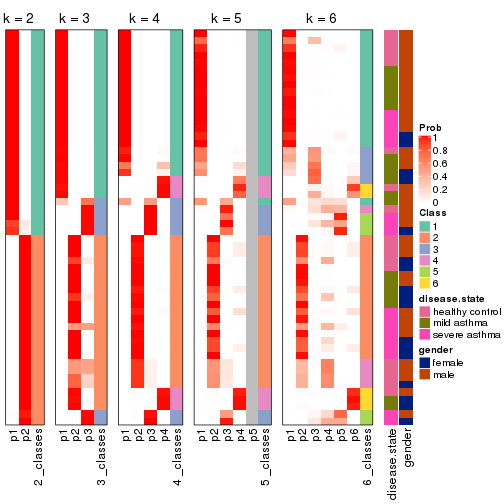 k = 2 k = 3 k = 4 k = 5 k = 6
Prob
1
0.8
0.6
0.4
0.2
0
Class
1
2
3
4
5
6
disease.state
healthy control
mild asthma
severe asthma
gender
female
male
p1 p2 2_classes p1 p2 p3 3_classes p1 p2 p3 p4 4_classes p1 p2 p3 p4 p5 5_classes p1 p2 p3 p4 p5 p6 6_classes disease.state gender